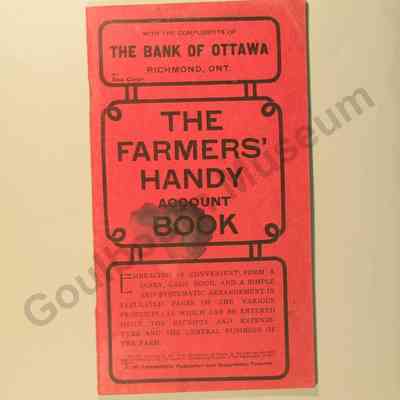 WITH THE COMPLIMENTS OF
THE BANK OF OTTAWA
RICHMOND, ONT.
THE
FARMERS'
HANDY
ACCOUNT
BOOK
EMBRACING IN CONVENIENT FORM A
DIARY, CASH BOOK, AND A SIMPLE
AND SYSTEMATIC ARRANGEMENT IN
TABULATED PAGES OF THE VARIOUS
PRODUCTS, IN WHICH CAN BE ENTERED
DAILY THE RECEIPTS AND EXPENDI-
TURE AND THE GENERAL BUSINESS OF
THE FARM.
Goulbourn Museum